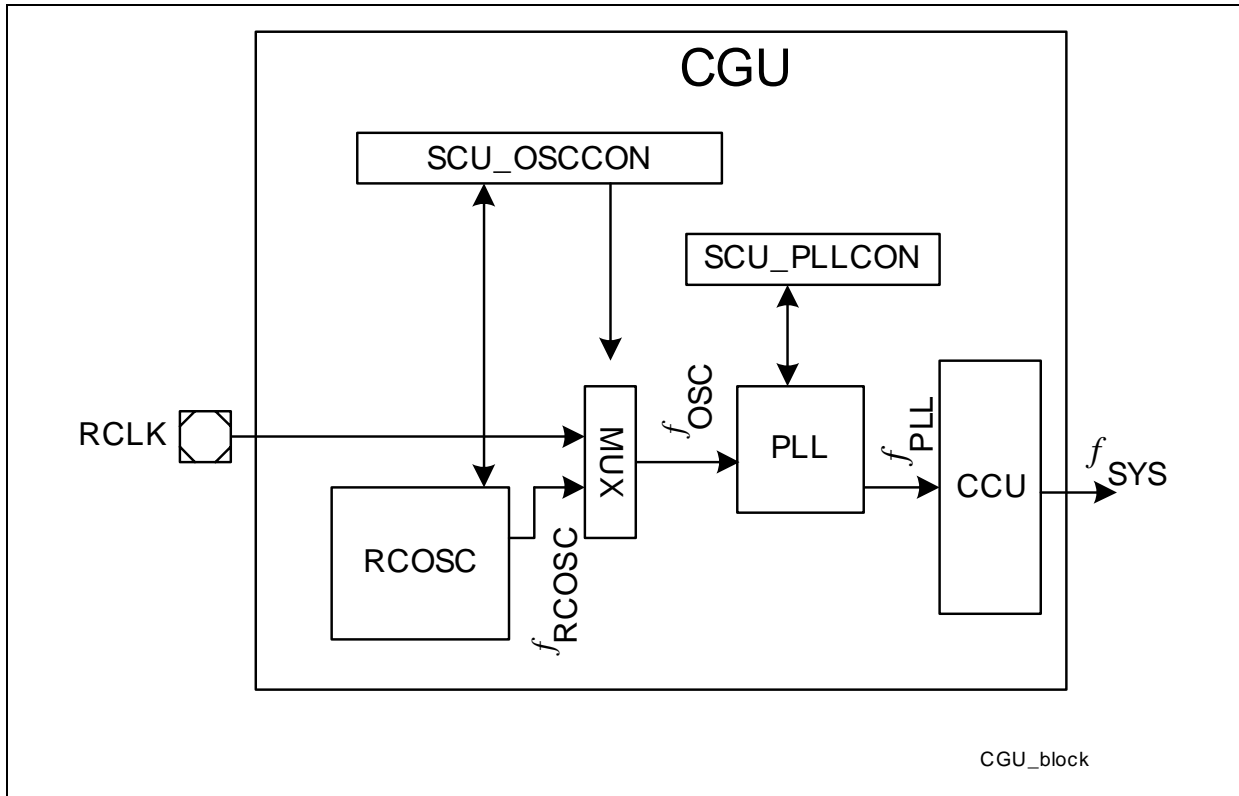 CGU
SCU_OSCCON
SCU_PLLCON
RCLK
MUX
fOSC
PLL
fPLL
CCU
fSYS
RCOSC
fRCOSC
CGU_block